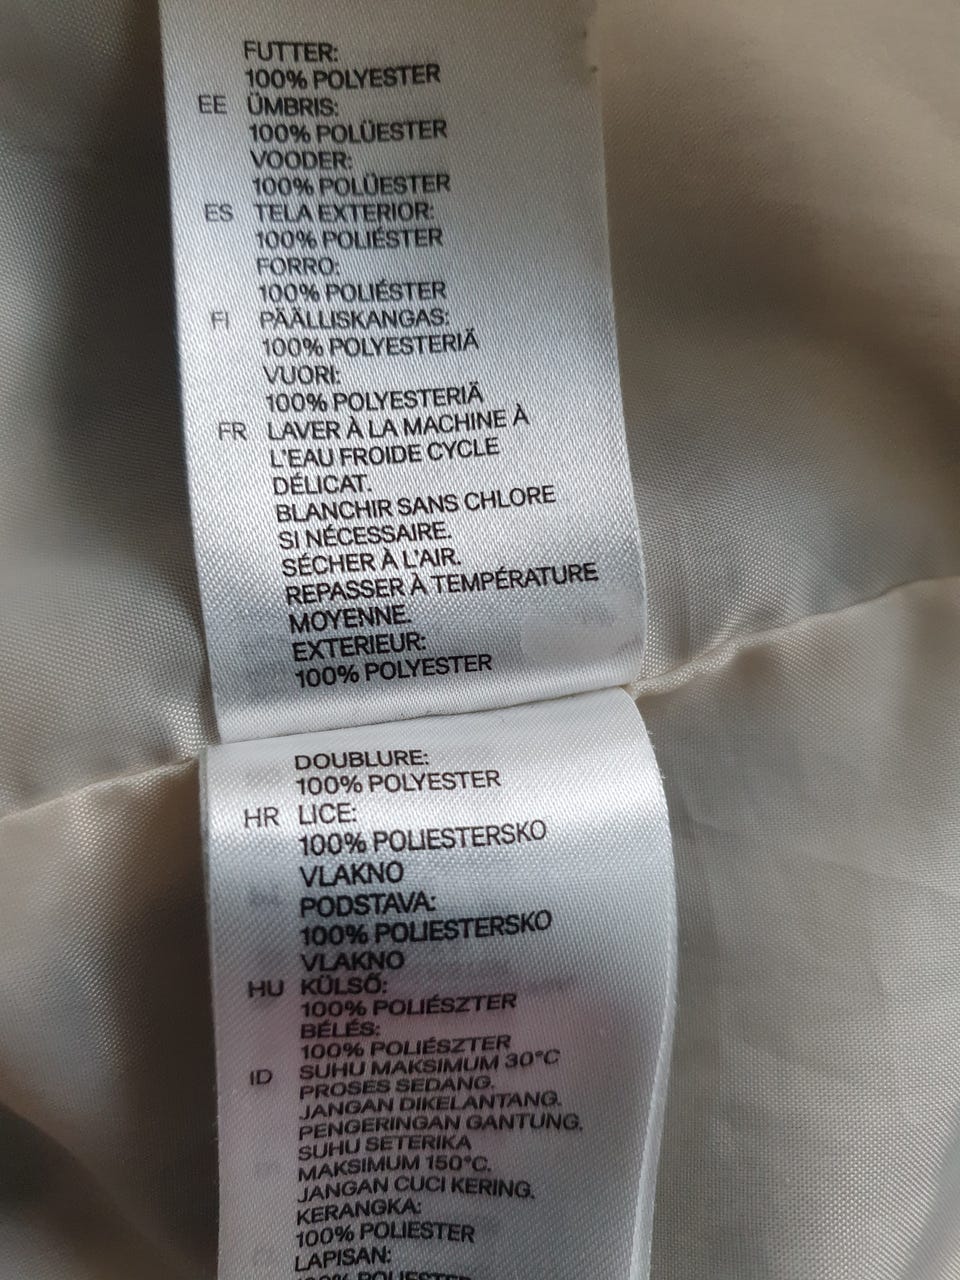 FUTTER:
100% POLYESTER
EE ÜMBRIS:
100% POLÜESTER
VOODER:
100% POLÜESTER
ES TELA EXTERIOR:
100% POLIÉSTER
FORRO:
100% POLIÉSTER
FI PÄÄLLISKANGAS:
100% POLYESTERIÄ
VUORI:
100% POLYESTERIÄ
FR LAVER À LA MACHINE À
L'EAU FROIDE CYCLE
DÉLICAT.
BLANCHIR SANS CHLORE
SI NÉCESSAIRE.
SÉCHER À L'AIR.
REPASSER À TEMPÉRATURE
MOYENNE.
EXTERIEUR:
100% POLYESTER
DOUBLURE:
100% POLYESTER
HR LICE:
100% POLIESTERSKO
VLAKNO
PODSTAVA:
100% POLIESTERSKO
VLAKNO
HU KÜLSŐ:
100% POLIÉSZTER
BÉLÉS:
100% POLIÉSZTER
ID SUHU MAKSIMUM 30°C
PROSES SEDANG.
JANGAN DIKELANTANG.
PENGERINGAN GANTUNG.
SUHU SETERIKA
MAKSIMUM 150°C.
JANGAN CUCI KERING.
KERANGKA:
100% POLIESTER
LAPISAN:
100% POLIESTER